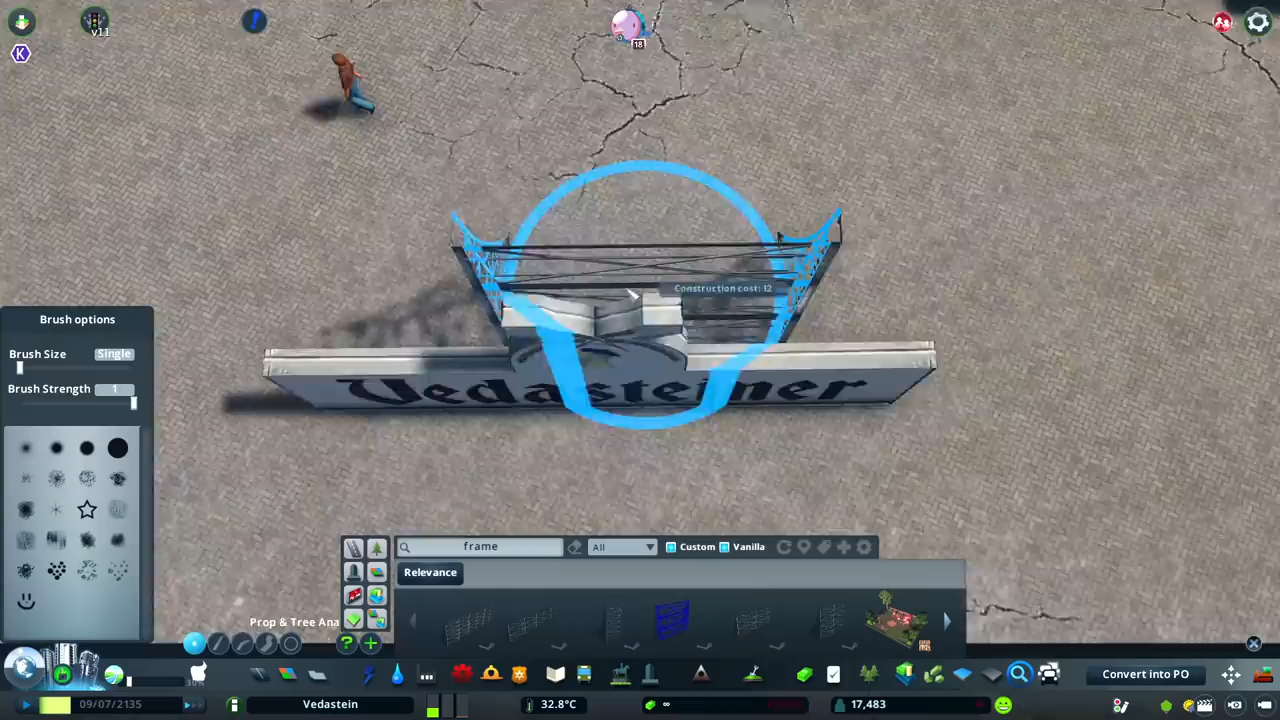 v11
K
18
Construction cost: 12
Vedasteiner
Brush options
Brush Size Single
Brush Strength 1
frame
All
Custom
Vanilla
Relevance
Prop & Tree Ana
?
Convert into PO
09/07/2135
Vedastein
32.8°C
∞
17,483